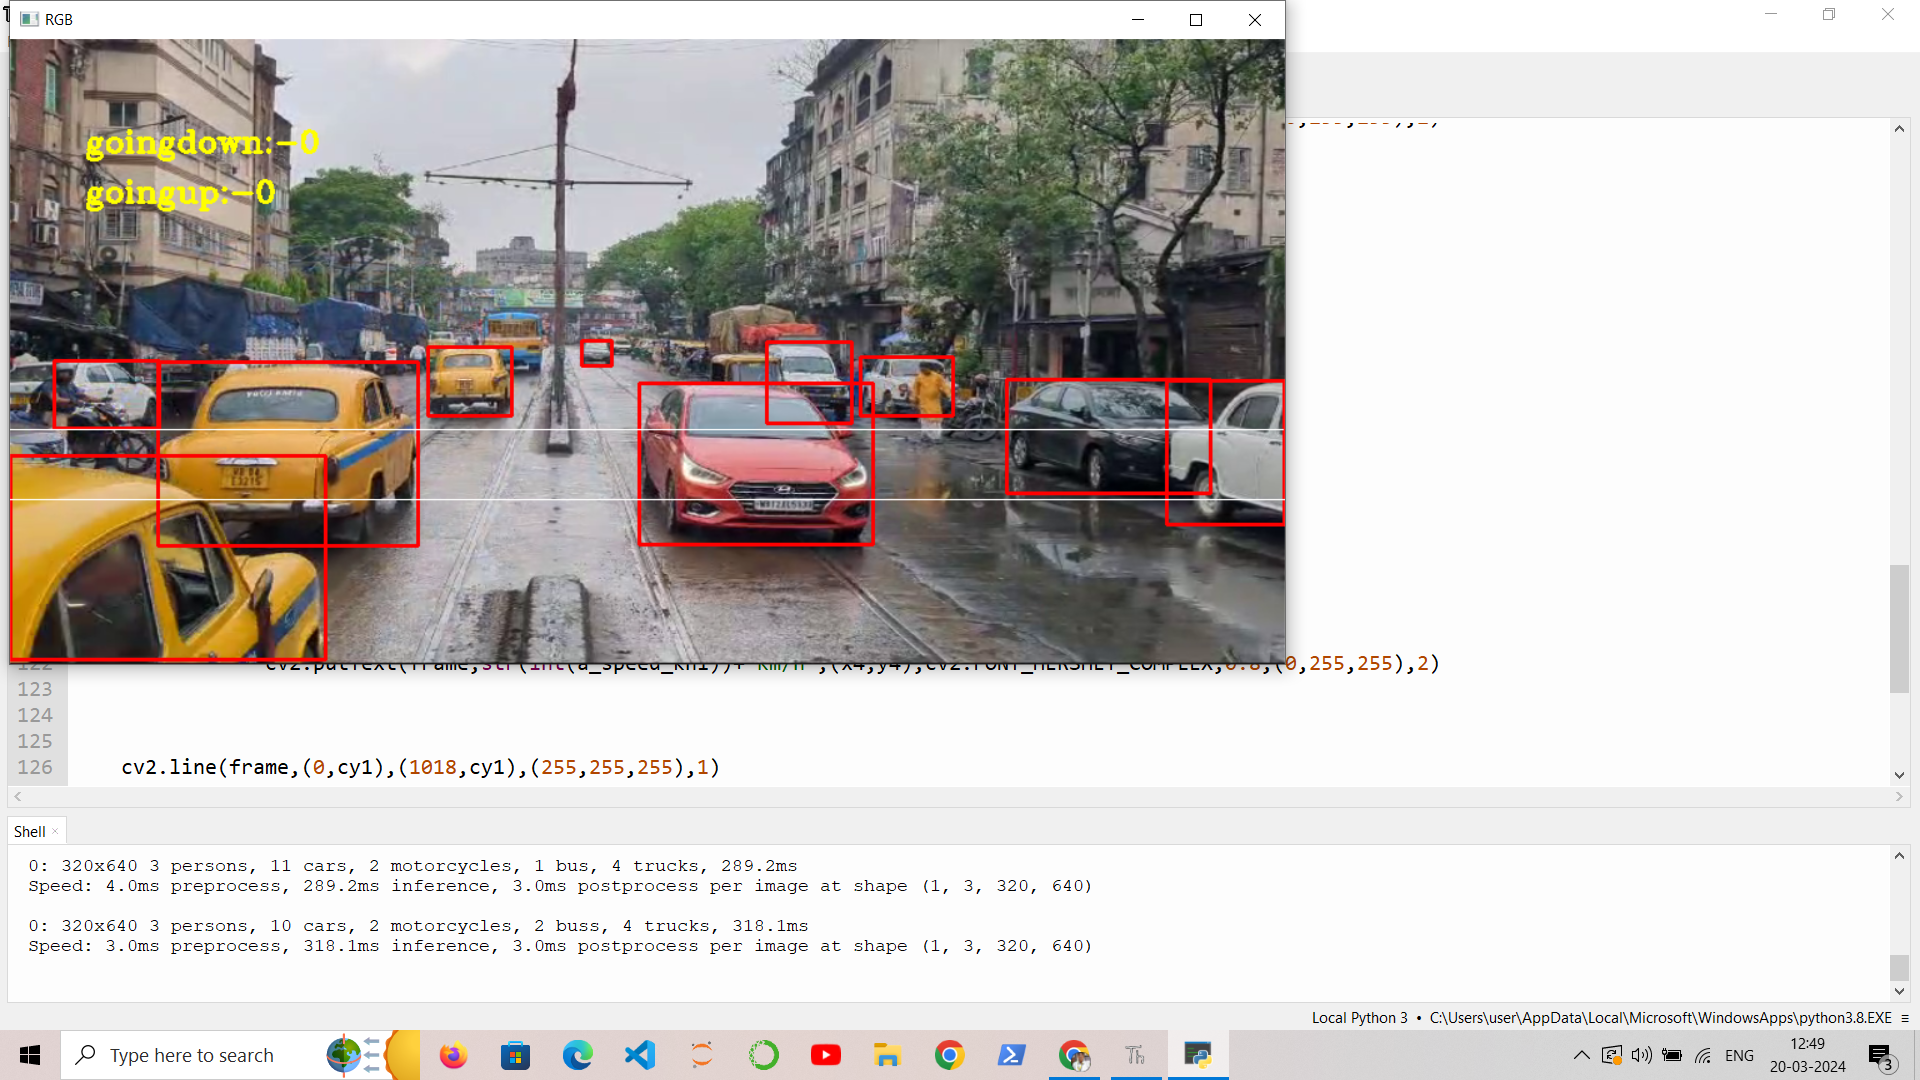 RGB
goingdown:-0
goingup:-0
122 cv2.putText(frame,str(int(a_speed_kh1))+'Km/h',(x4,y4),cv2.FONT_HERSHEY_COMPLEX,0.8,(0,255,255),2)
123
124
125
126 cv2.line(frame,(0,cy1),(1018,cy1),(255,255,255),1)
Shell
0: 320x640 3 persons, 11 cars, 2 motorcycles, 1 bus, 4 trucks, 289.2ms
Speed: 4.0ms preprocess, 289.2ms inference, 3.0ms postprocess per image at shape (1, 3, 320, 640)
0: 320x640 3 persons, 10 cars, 2 motorcycles, 2 buss, 4 trucks, 318.1ms
Speed: 3.0ms preprocess, 318.1ms inference, 3.0ms postprocess per image at shape (1, 3, 320, 640)
Local Python 3 • C:\Users\user\AppData\Local\Microsoft\WindowsApps\python3.8.EXE ≡
Type here to search
Th
ENG
12:49
20-03-2024
3